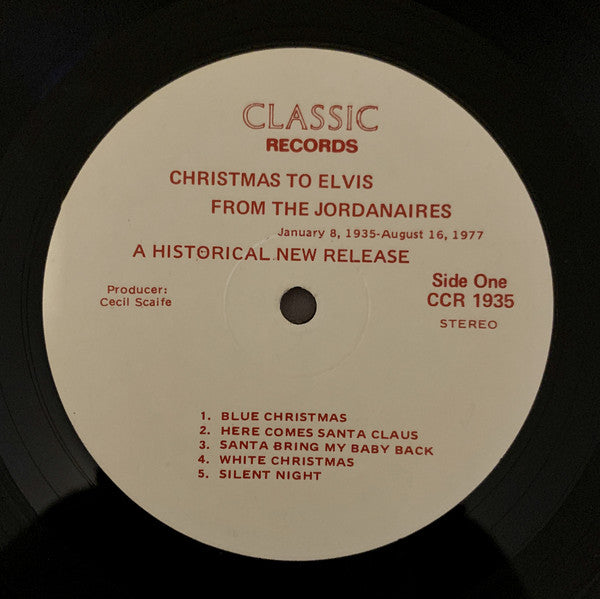 CLASSIC
RECORDS
CHRISTMAS TO ELVIS
FROM THE JORDANAIRES
January 8, 1935-August 16, 1977
A HISTORICAL NEW RELEASE
Producer:
Cecil Scaife
Side One
CCR 1935
STEREO
1. BLUE CHRISTMAS
2. HERE COMES SANTA CLAUS
3. SANTA BRING MY BABY BACK
4. WHITE CHRISTMAS
5. SILENT NIGHT